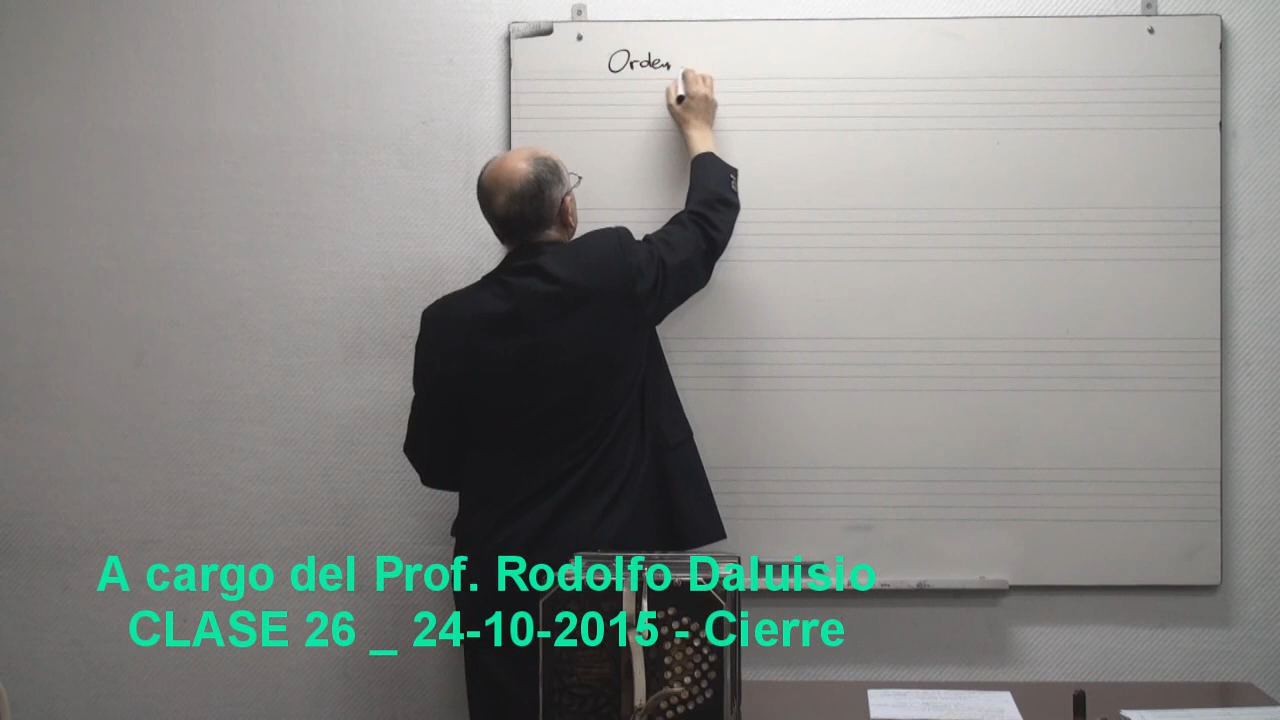 Orden
A cargo del Prof. Rodolfo Daluisio
CLASE 26 _ 24-10-2015 - Cierre